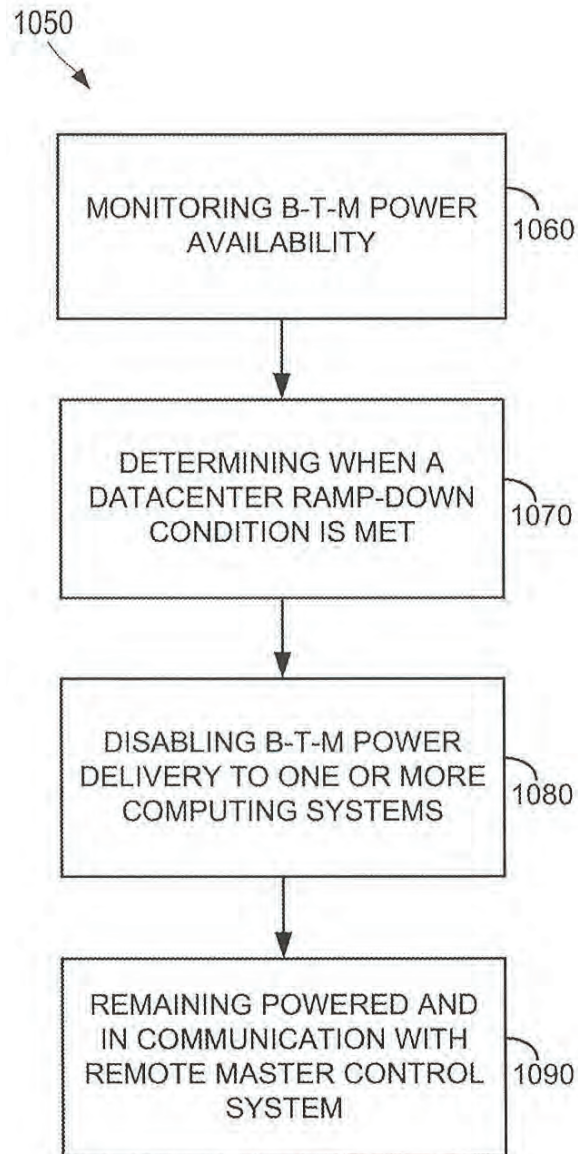 1050
MONITORING B-T-M POWER
AVAILABILITY
1060
DETERMINING WHEN A
DATACENTER RAMP-DOWN
CONDITION IS MET
1070
DISABLING B-T-M POWER
DELIVERY TO ONE OR MORE
COMPUTING SYSTEMS
1080
REMAINING POWERED AND
IN COMMUNICATION WITH
REMOTE MASTER CONTROL
SYSTEM
1090